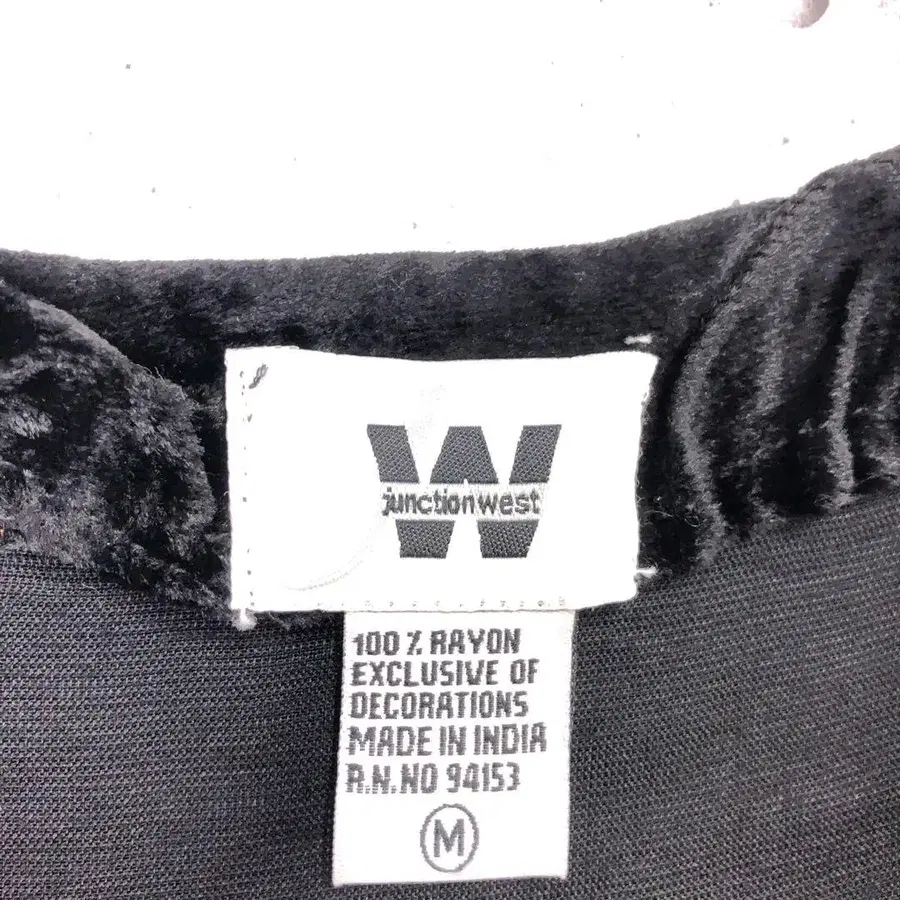 W
junctionwest
100 % RAYON
EXCLUSIVE OF
DECORATIONS
MADE IN INDIA
R.N.NO 94153
M